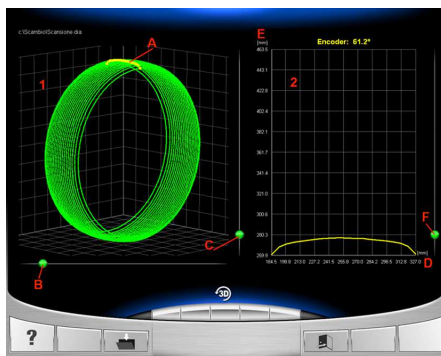 c:\Scambio\Scansione.dia
A
E
[mm]
Encoder: 61.2°
463.5
1
2
443.1
422.8
402.4
382.1
361.7
341.4
321.0
300.6
F
280.3
C
259.9
[mm]
184.5 198.8 213.0 227.2 241.5 255.8 270.0 284.2 298.5 312.8 327.0
D
B
3D
?